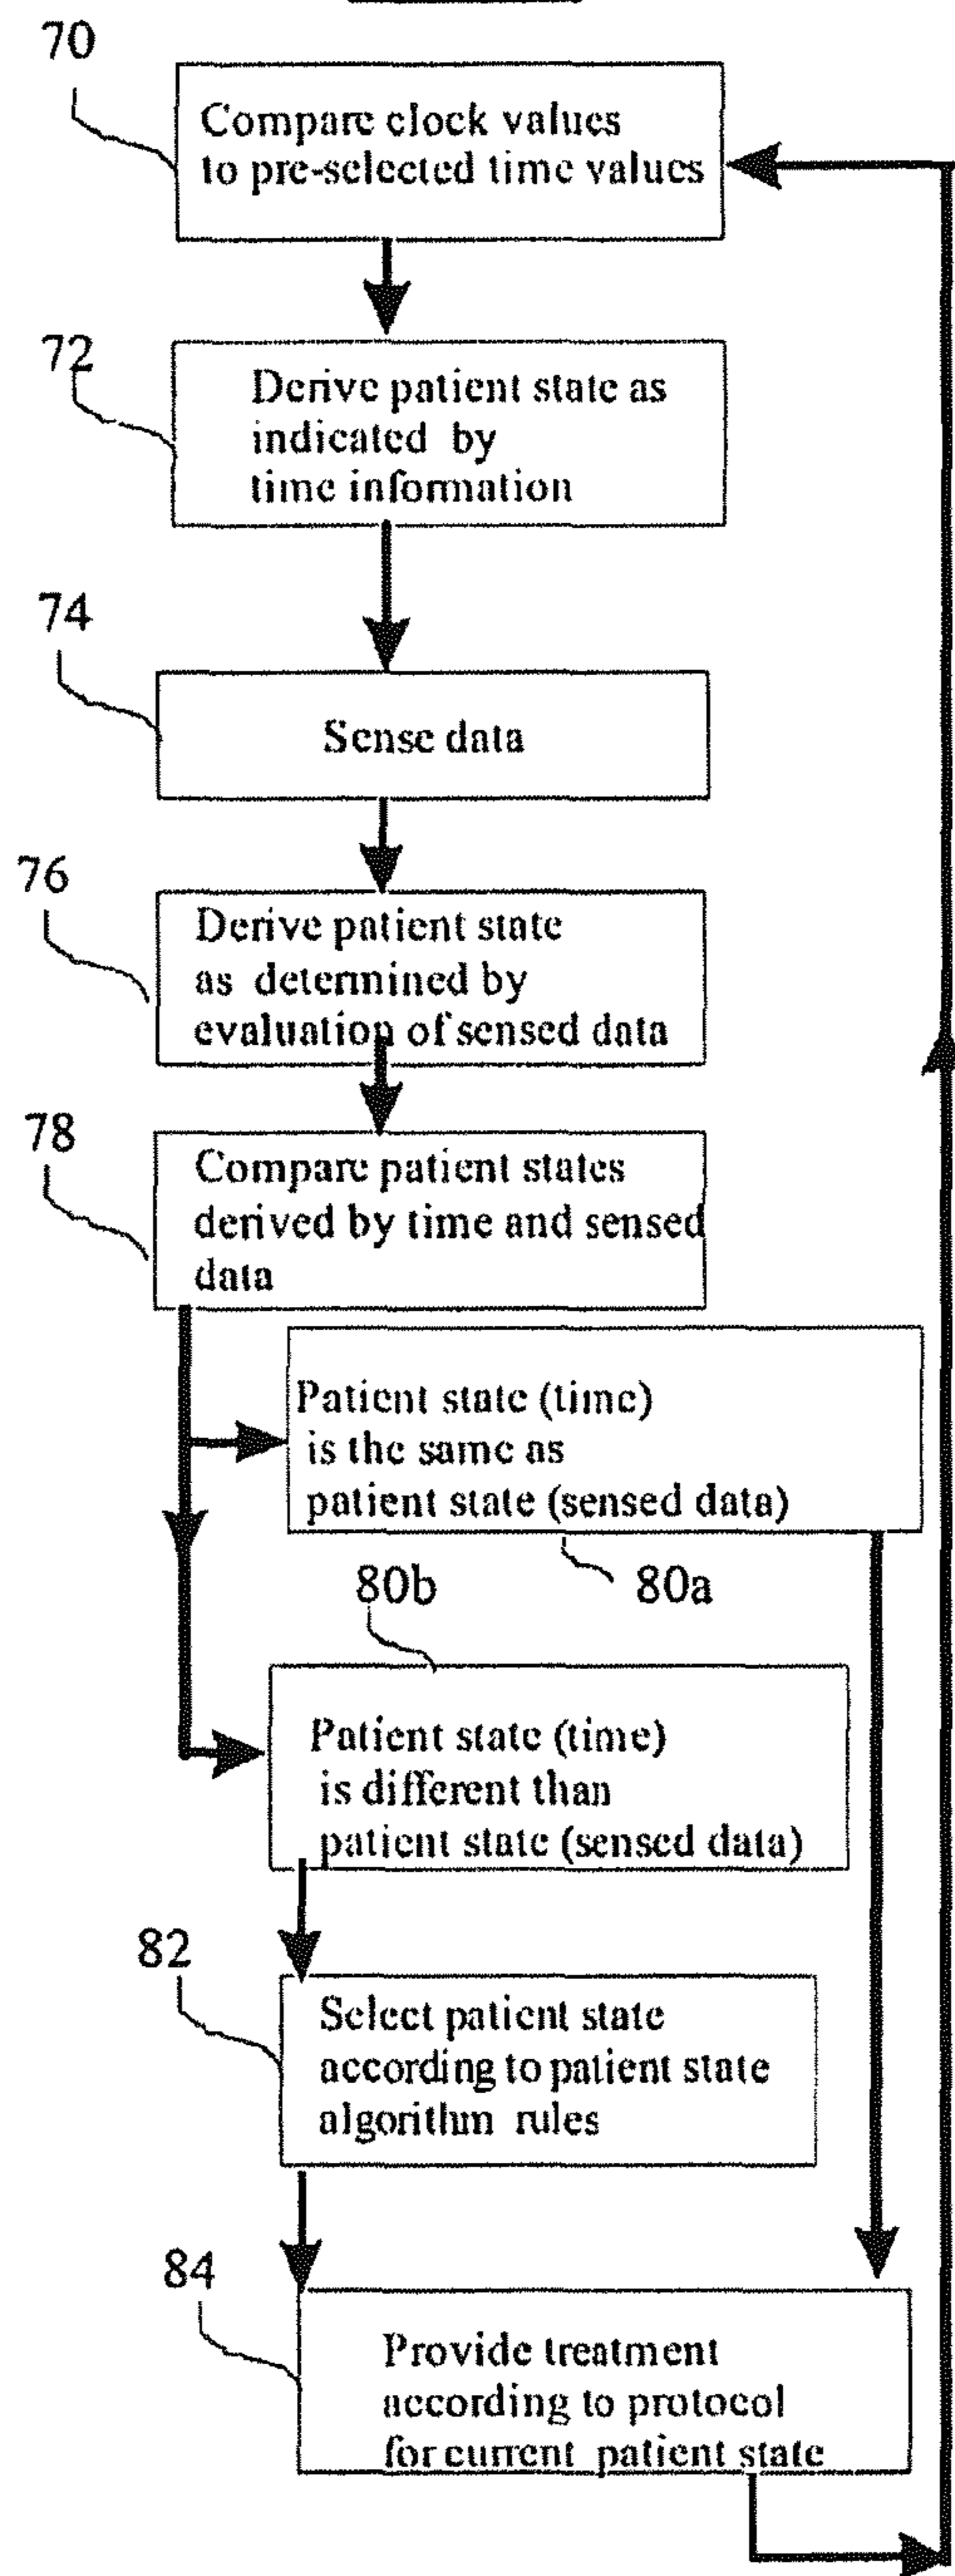 70
Compare clock values
to pre-selected time values
72
Derive patient state as
indicated by
time information
74
Sense data
76
Derive patient state
as determined by
evaluation of sensed data
78
Compare patient states
derived by time and sensed
data
Patient state (time)
is the same as
patient state (sensed data)
80a
80b
Patient state (time)
is different than
patient state (sensed data)
82
Select patient state
according to patient state
algorithm rules
84
Provide treatment
according to protocol
for current patient state